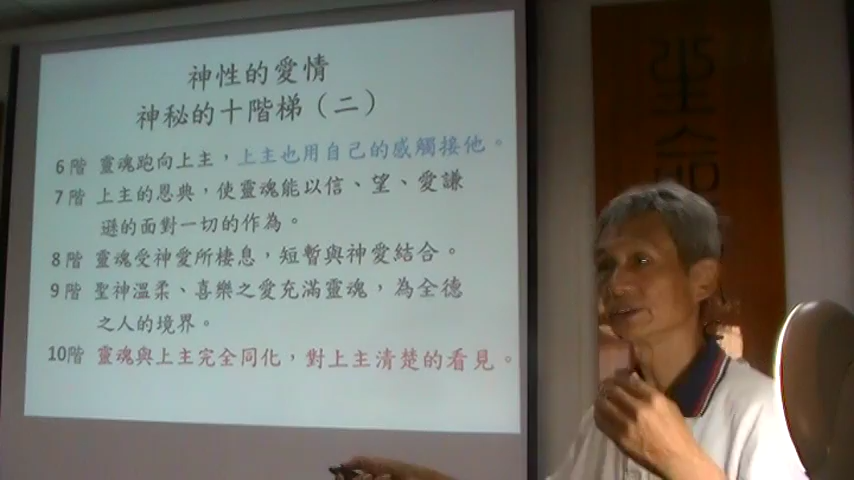 神性的愛情
神秘的十階梯（二）
6階 靈魂跑向上主，上主也用自己的感觸接他。
7階 上主的恩典，使靈魂能以信、望、愛謙
遜的面對一切的作為。
8階 靈魂受神愛所棲息，短暫與神愛結合。
9階 聖神溫柔、喜樂之愛充滿靈魂，為全德
之人的境界。
10階 靈魂與上主完全同化，對上主清楚的看見。